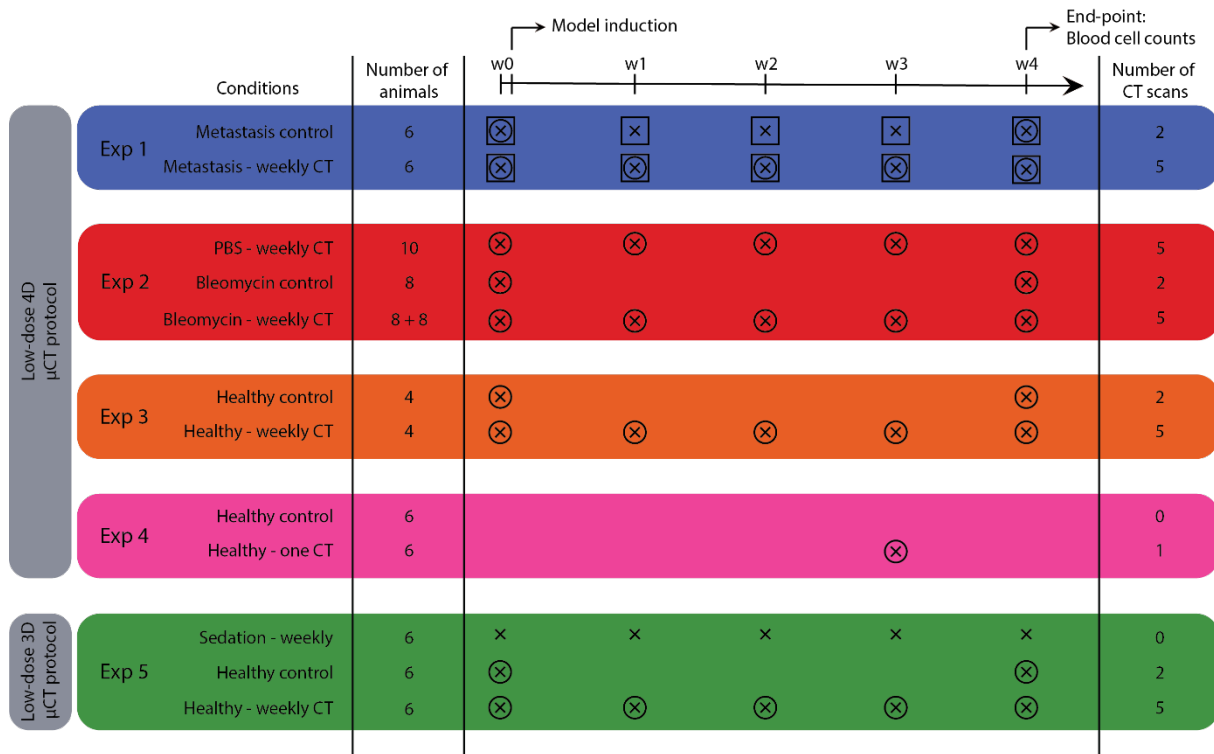 Model induction
End-point:
Blood cell counts
Conditions
Number of
animals
w0 w1 w2 w3 w4
Number of
CT scans
Low-dose 4D
µCT protocol
Exp 1
Metastasis control 6 2
Metastasis - weekly CT 6 5
Exp 2
PBS - weekly CT 10 5
Bleomycin control 8 2
Bleomycin - weekly CT 8 + 8 5
Exp 3
Healthy control 4 2
Healthy - weekly CT 4 5
Exp 4
Healthy control 6 0
Healthy - one CT 6 1
Low-dose 3D
µCT protocol
Exp 5
Sedation - weekly 6 0
Healthy control 6 2
Healthy - weekly CT 6 5